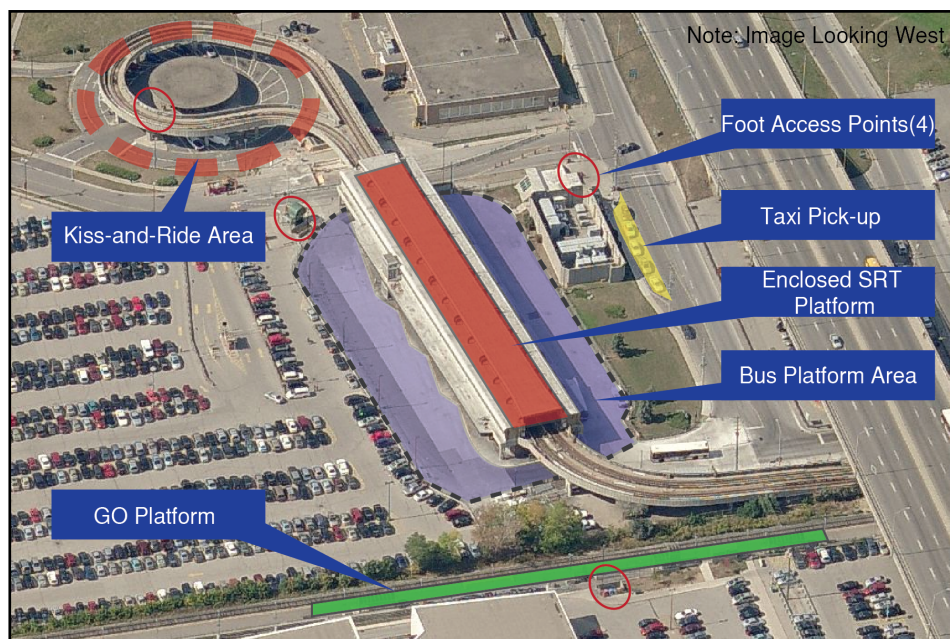 Note: Image Looking West
Foot Access Points(4)
Taxi Pick-up
Kiss-and-Ride Area
Enclosed SRT
Platform
Bus Platform Area
GO Platform